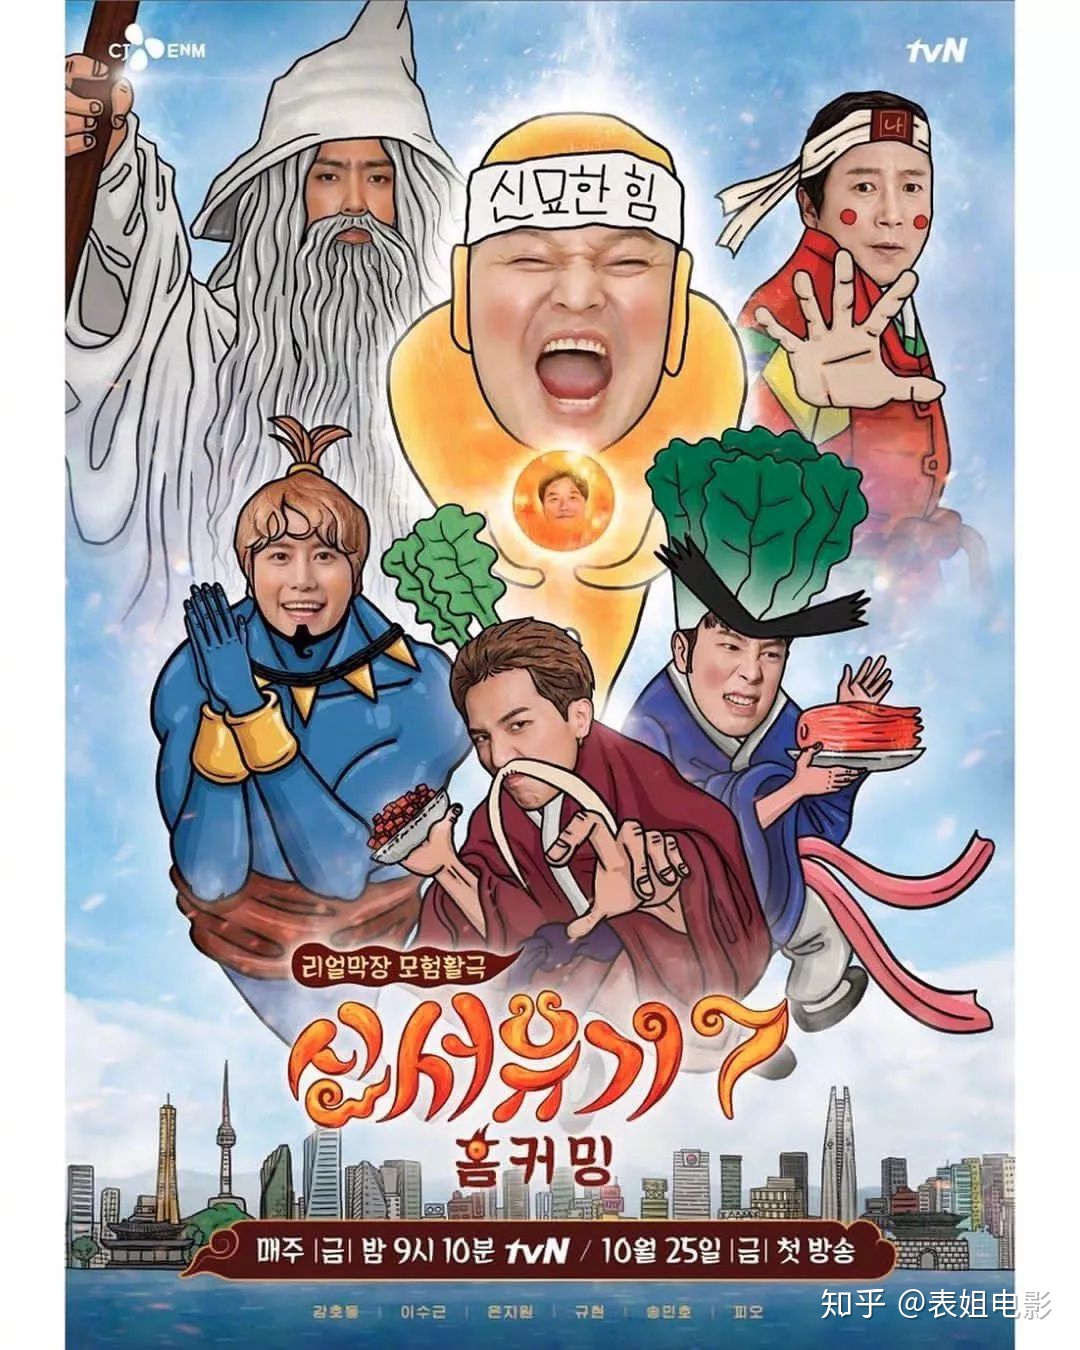 CJ ENM
tvN
나
신묘한 힘
리얼막장 모험활극
신서유기7
홈커밍
매주 |금| 밤 9시 10분 tvN / 10월 25일 |금| 첫 방송
강호동 | 이수근 | 은지원 | 규현 | 송민호 | 피오
知乎 @表姐电影